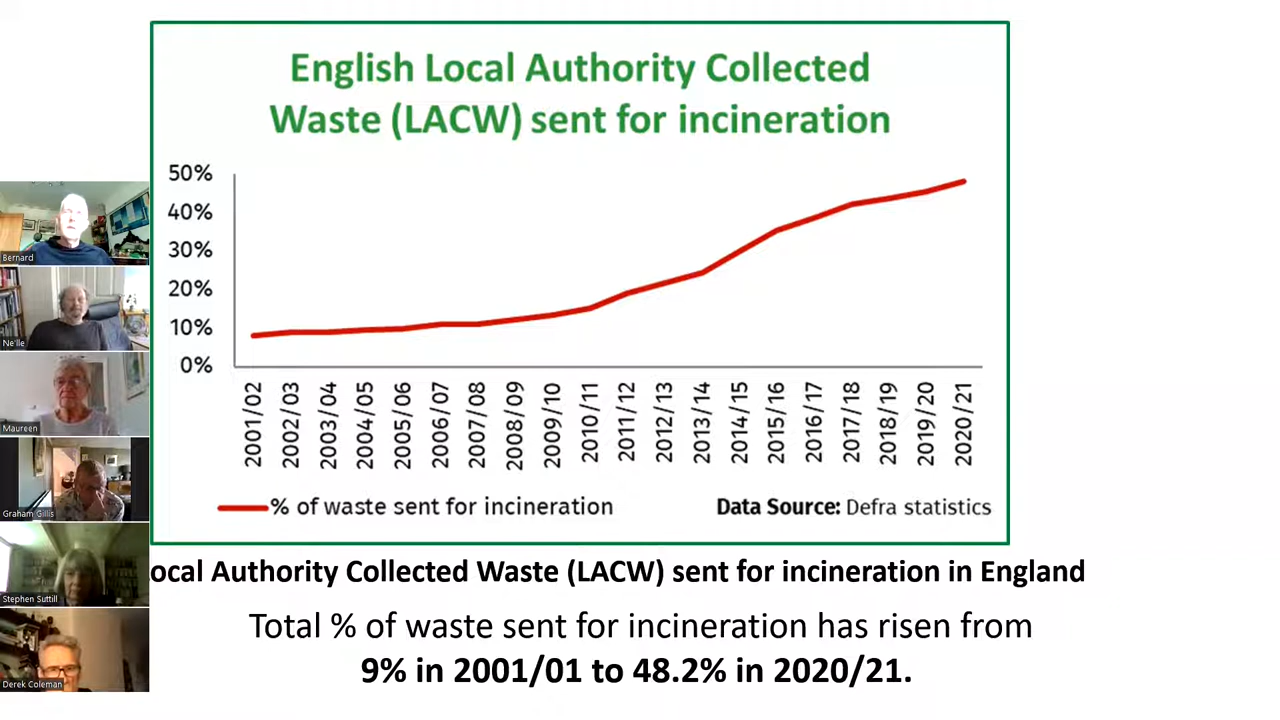 English Local Authority Collected
Waste (LACW) sent for incineration
50%
40%
30%
20%
10%
0%
2001/02
2002/03
2003/04
2004/05
2005/06
2006/07
2007/08
2008/09
2009/10
2010/11
2011/12
2012/13
2013/14
2014/15
2015/16
2016/17
2017/18
2018/19
2019/20
2020/21
% of waste sent for incineration
Data Source: Defra statistics
ocal Authority Collected Waste (LACW) sent for incineration in England
Total % of waste sent for incineration has risen from
9% in 2001/01 to 48.2% in 2020/21.
Bernard
Ne'lle
Maureen
Graham Gillis
Stephen Suttill
Derek Coleman